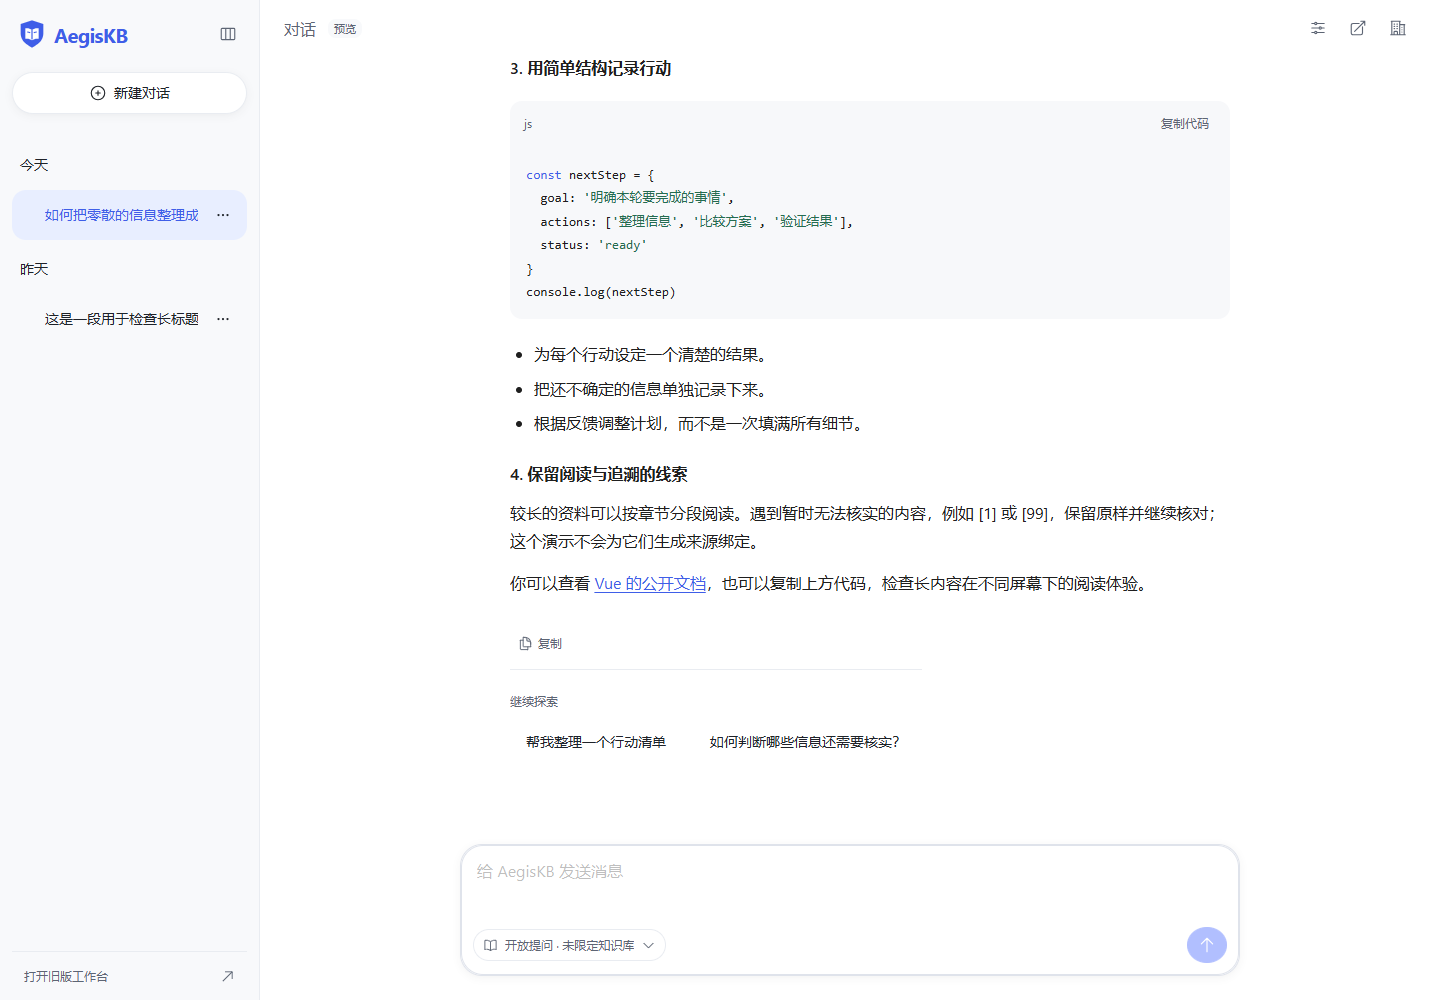 AegisKB
新建对话
今天
如何把零散的信息整理成
昨天
这是一段用于检查长标题
打开旧版工作台
对话 预览
3. 用简单结构记录行动
js 复制代码
const nextStep = {
  goal: '明确本轮要完成的事情',
  actions: ['整理信息', '比较方案', '验证结果'],
  status: 'ready'
}
console.log(nextStep)
• 为每个行动设定一个清楚的结果。
• 把还不确定的信息单独记录下来。
• 根据反馈调整计划，而不是一次填满所有细节。
4. 保留阅读与追溯的线索
较长的资料可以按章节分段阅读。遇到暂时无法核实的内容，例如 [1] 或 [99]，保留原样并继续核对；
这个演示不会为它们生成来源绑定。
你可以查看 Vue 的公开文档，也可以复制上方代码，检查长内容在不同屏幕下的阅读体验。
复制
继续探索
帮我整理一个行动清单 如何判断哪些信息还需要核实？
给 AegisKB 发送消息
开放提问 · 未限定知识库